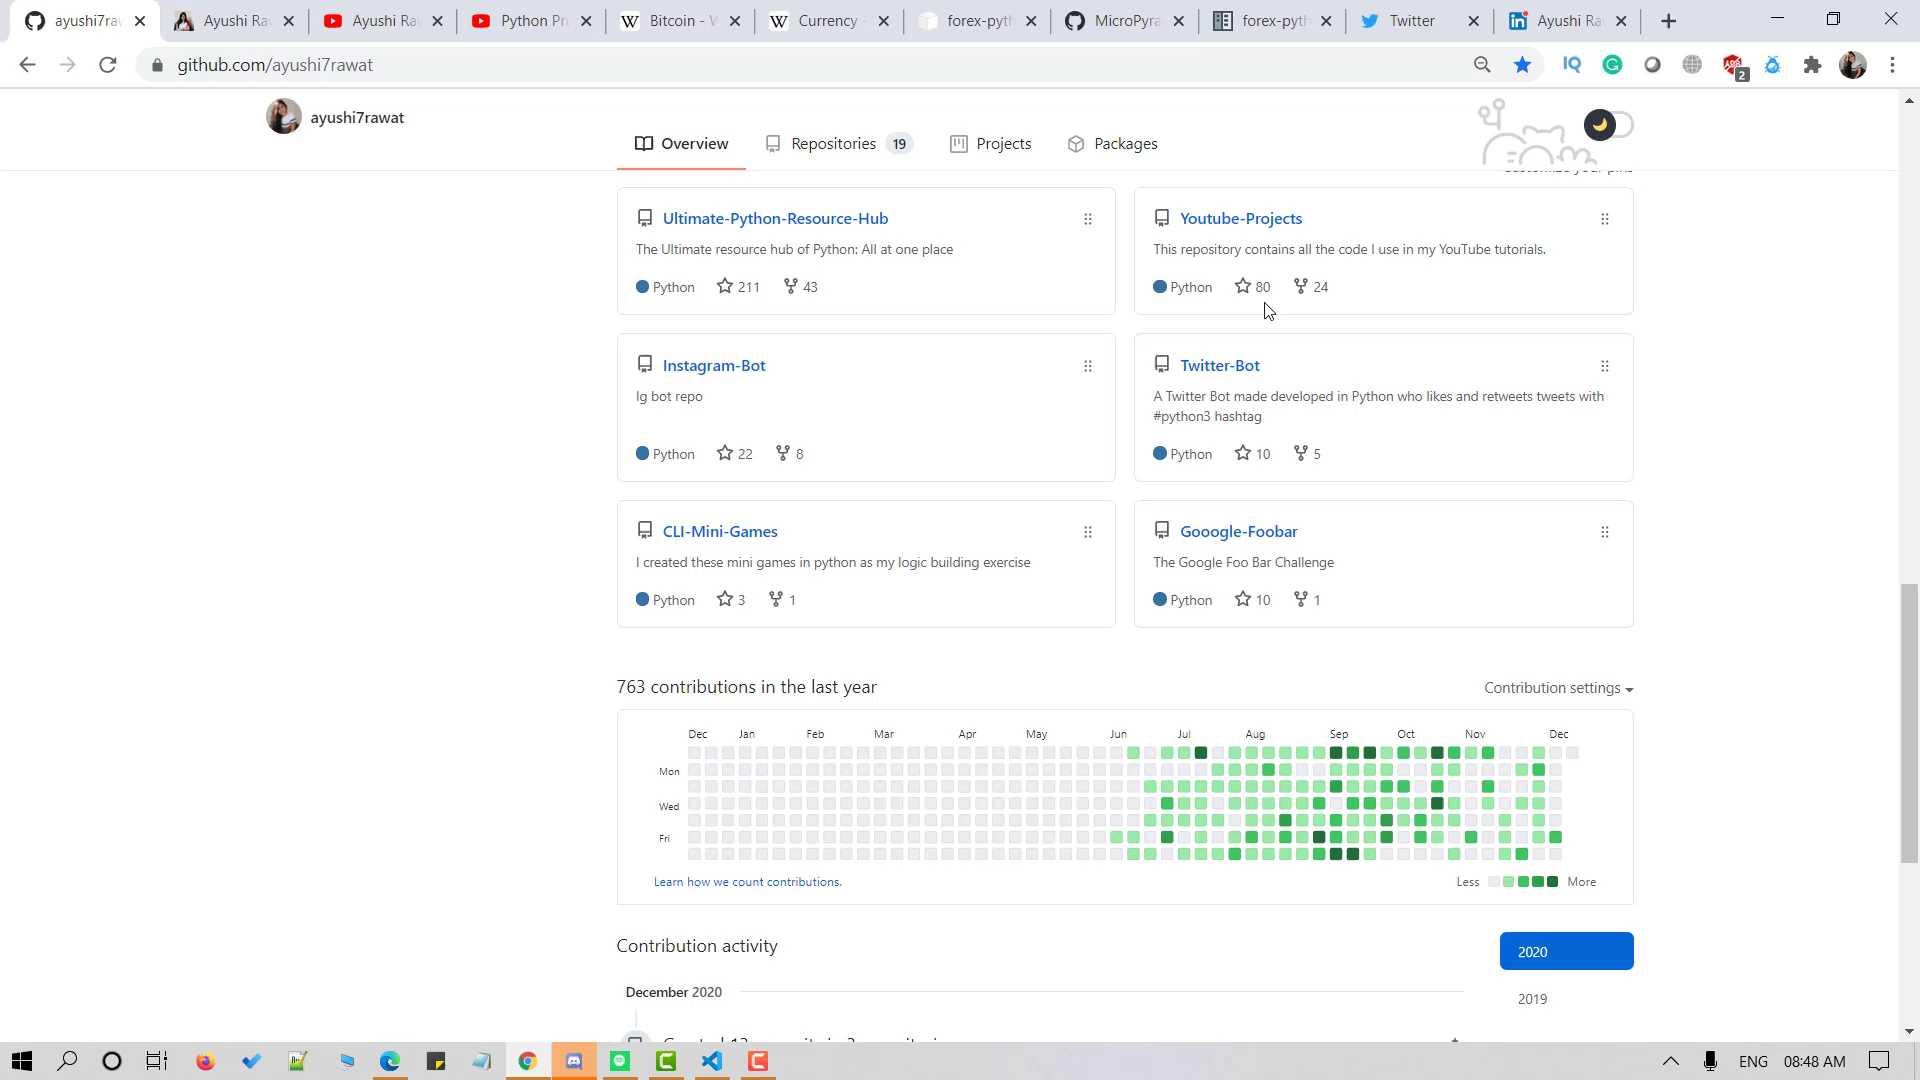 ayushi7raw
Ayushi Ra
Ayushi Ra
Python Pr
Bitcoin - W
Currency
forex-pyth
MicroPyra
forex-pyth
Twitter
Ayushi Ra
github.com/ayushi7rawat
2
ayushi7rawat
Overview
Repositories 19
Projects
Packages
Customize your pins
Ultimate-Python-Resource-Hub
The Ultimate resource hub of Python: All at one place
Python 211 43
Youtube-Projects
This repository contains all the code I use in my YouTube tutorials.
Python 80 24
Instagram-Bot
Ig bot repo
Python 22 8
Twitter-Bot
A Twitter Bot made developed in Python who likes and retweets tweets with
#python3 hashtag
Python 10 5
CLI-Mini-Games
I created these mini games in python as my logic building exercise
Python 3 1
Gooogle-Foobar
The Google Foo Bar Challenge
Python 10 1
763 contributions in the last year
Contribution settings
Dec Jan Feb Mar Apr May Jun Jul Aug Sep Oct Nov Dec
Mon
Wed
Fri
Learn how we count contributions.
Less More
Contribution activity
2020
December 2020
2019
ENG 08:48 AM